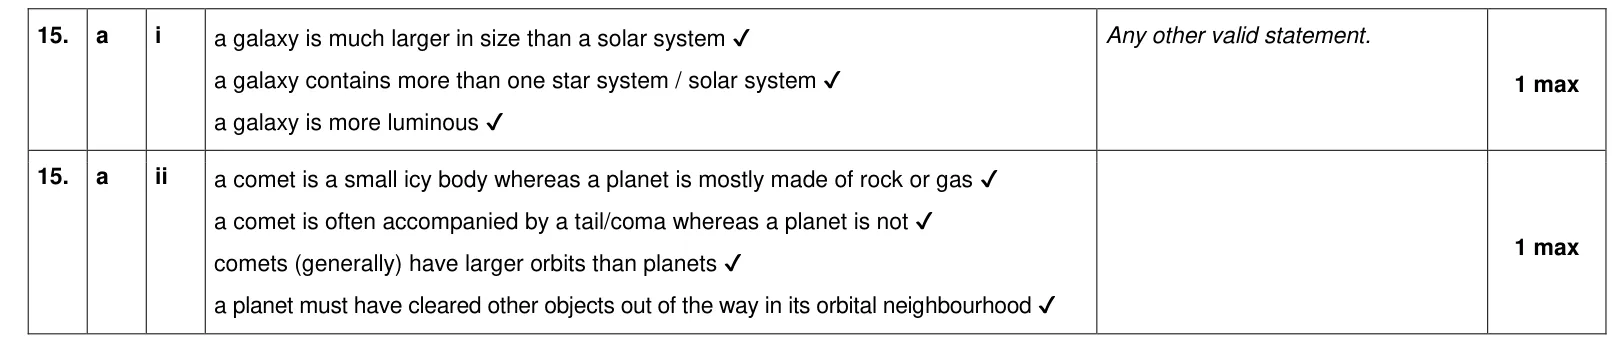 15. a i a galaxy is much larger in size than a solar system ✓ Any other valid statement.
a galaxy contains more than one star system / solar system ✓
1 max
a galaxy is more luminous ✓
15. a ii a comet is a small icy body whereas a planet is mostly made of rock or gas ✓
a comet is often accompanied by a tail/coma whereas a planet is not ✓
1 max
comets (generally) have larger orbits than planets ✓
a planet must have cleared other objects out of the way in its orbital neighbourhood ✓